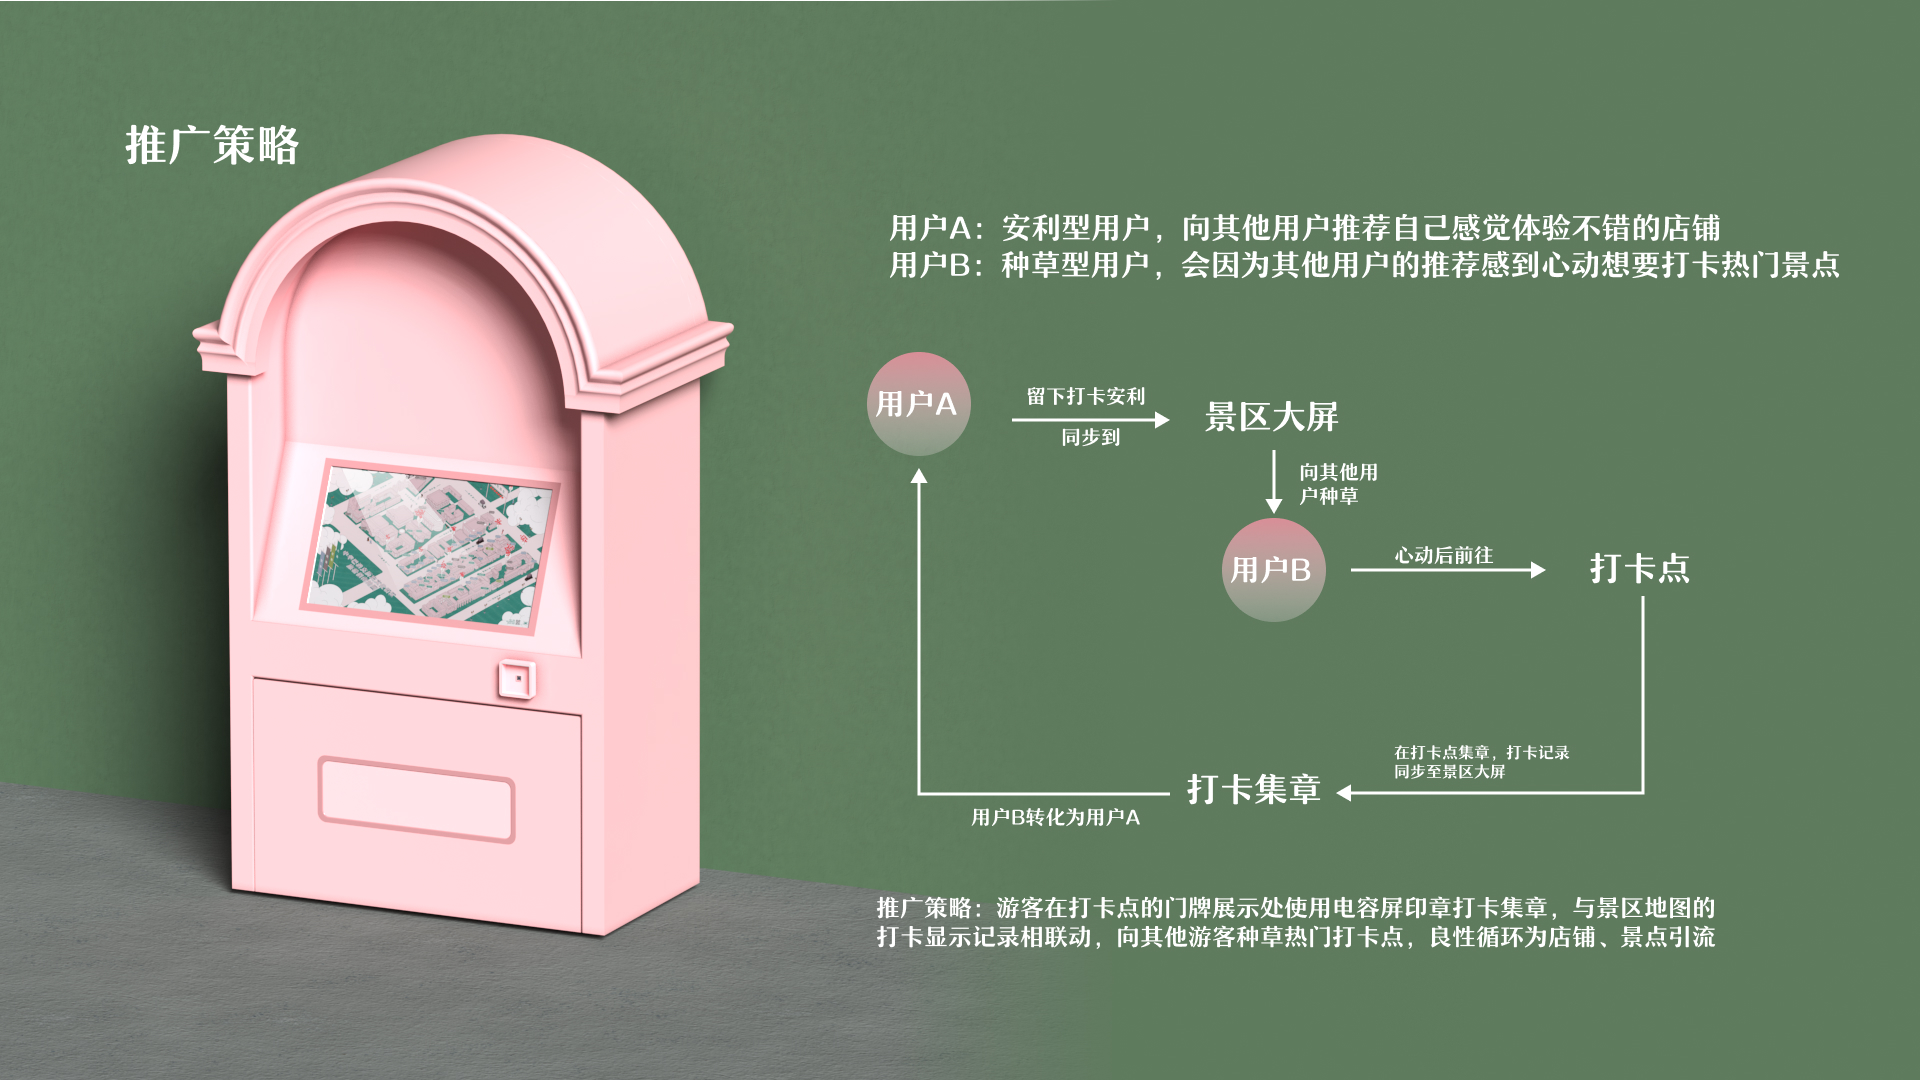 推广策略
用户A：安利型用户，向其他用户推荐自己感觉体验不错的店铺
用户B：种草型用户，会因为其他用户的推荐感到心动想要打卡热门景点
用户A
留下打卡安利
同步到
景区大屏
向其他用
户种草
用户B
心动后前往
打卡点
在打卡点集章，打卡记录
同步至景区大屏
打卡集章
用户B转化为用户A
推广策略：游客在打卡点的门牌展示处使用电容屏印章打卡集章，与景区地图的
打卡显示记录相联动，向其他游客种草热门打卡点，良性循环为店铺、景点引流